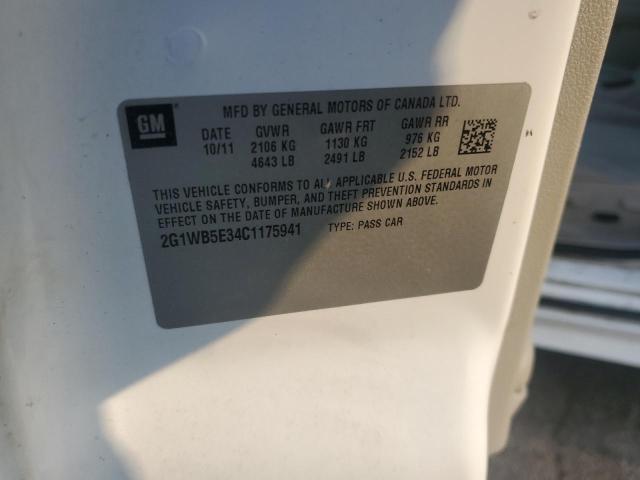 GM
MFD BY GENERAL MOTORS OF CANADA LTD.
DATE GVWR GAWR FRT GAWR RR
10/11 2106 KG 1130 KG 976 KG
4643 LB 2491 LB 2152 LB
THIS VEHICLE CONFORMS TO ALL APPLICABLE U.S. FEDERAL MOTOR
VEHICLE SAFETY, BUMPER, AND THEFT PREVENTION STANDARDS IN
EFFECT ON THE DATE OF MANUFACTURE SHOWN ABOVE.
2G1WB5E34C1175941 TYPE: PASS CAR